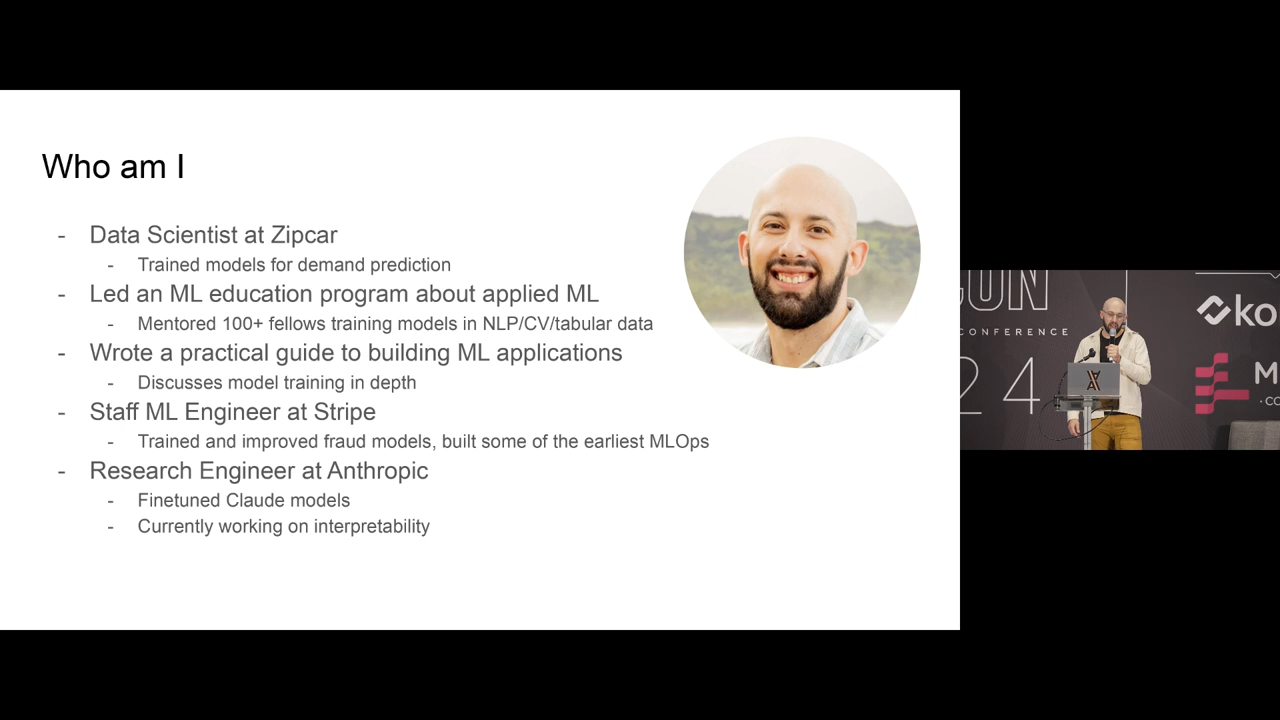 Who am I
- Data Scientist at Zipcar
- Trained models for demand prediction
- Led an ML education program about applied ML
- Mentored 100+ fellows training models in NLP/CV/tabular data
- Wrote a practical guide to building ML applications
- Discusses model training in depth
- Staff ML Engineer at Stripe
- Trained and improved fraud models, built some of the earliest MLOps
- Research Engineer at Anthropic
- Finetuned Claude models
- Currently working on interpretability
CONFERENCE
24
ko
M